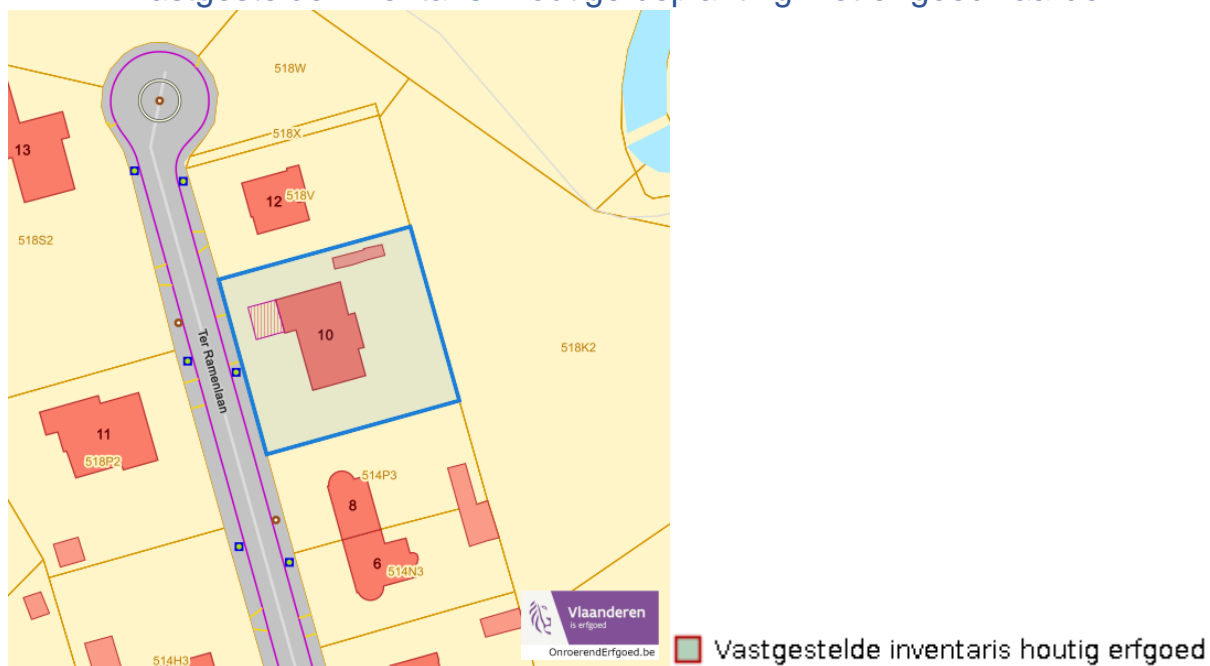 518W
518X
13
12
518V
518S2
10
Ter Ramenlaan
518K2
11
518P2
514P3
8
6
514N3
514H3
Vlaanderen
is erfgoed
OnroerendErfgoed.be
Vastgestelde inventaris houtig erfgoed